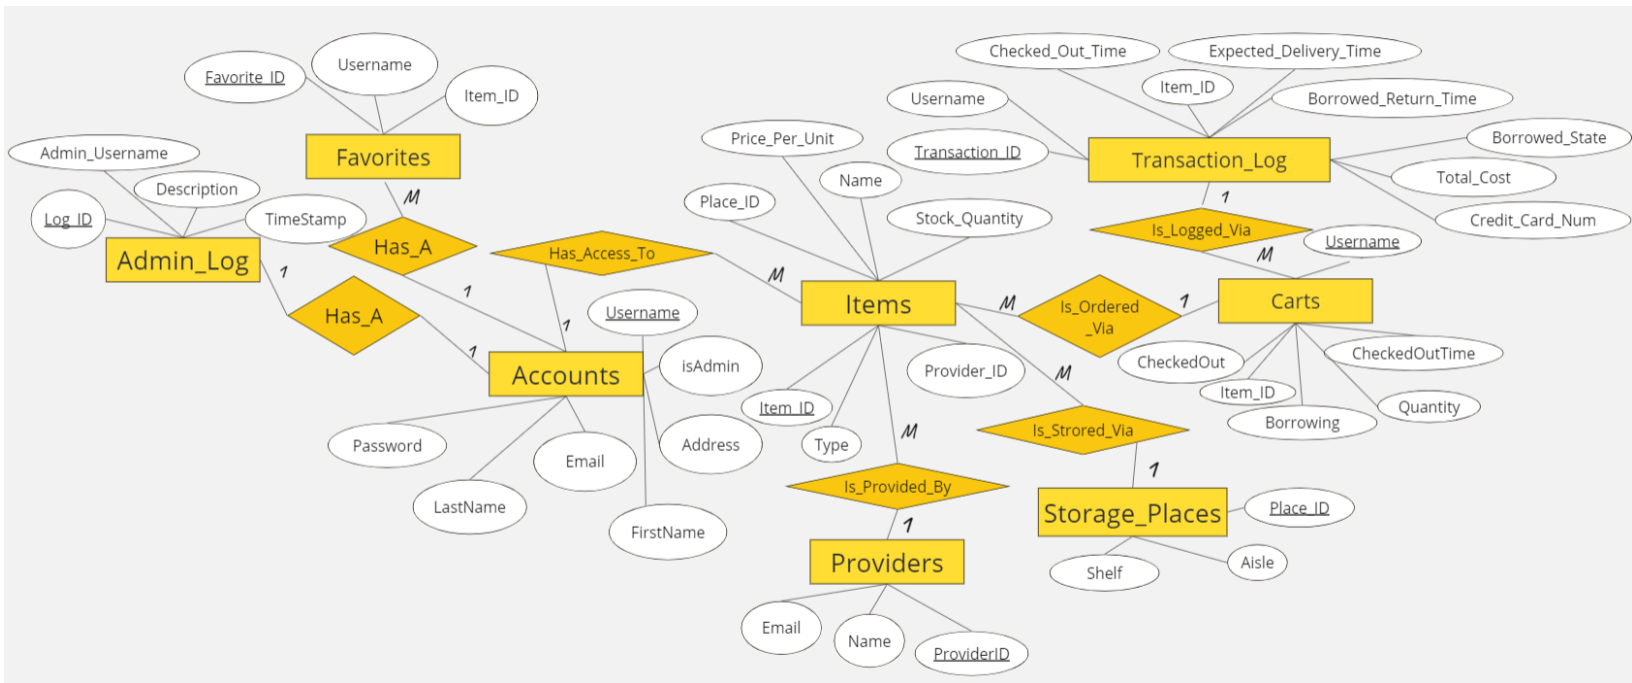 Checked_Out_Time
Expected_Delivery_Time
Username
Favorite_ID
Item_ID
Item_ID
Username
Borrowed_Return_Time
Price_Per_Unit
Borrowed_State
Admin_Username
Favorites
Transaction_ID
Transaction_Log
Description
Name
Total_Cost
M
Place_ID
1
Log_ID
TimeStamp
Stock_Quantity
Credit_Card_Num
Is_Logged_Via
Has_A
Has_Access_To
Username
M
Admin_Log
1
M
1
Items
M
Is_Ordered
_Via
1
Carts
Has_A
Username
1
1
CheckedOut
CheckedOutTime
isAdmin
Provider_ID
M
Accounts
Item_ID
Item_ID
Quantity
Borrowing
Password
Address
Type
M
Is_Strored_Via
Email
1
Is_Provided_By
LastName
Place_ID
Storage_Places
1
FirstName
Providers
Aisle
Shelf
Email
Name
ProviderID